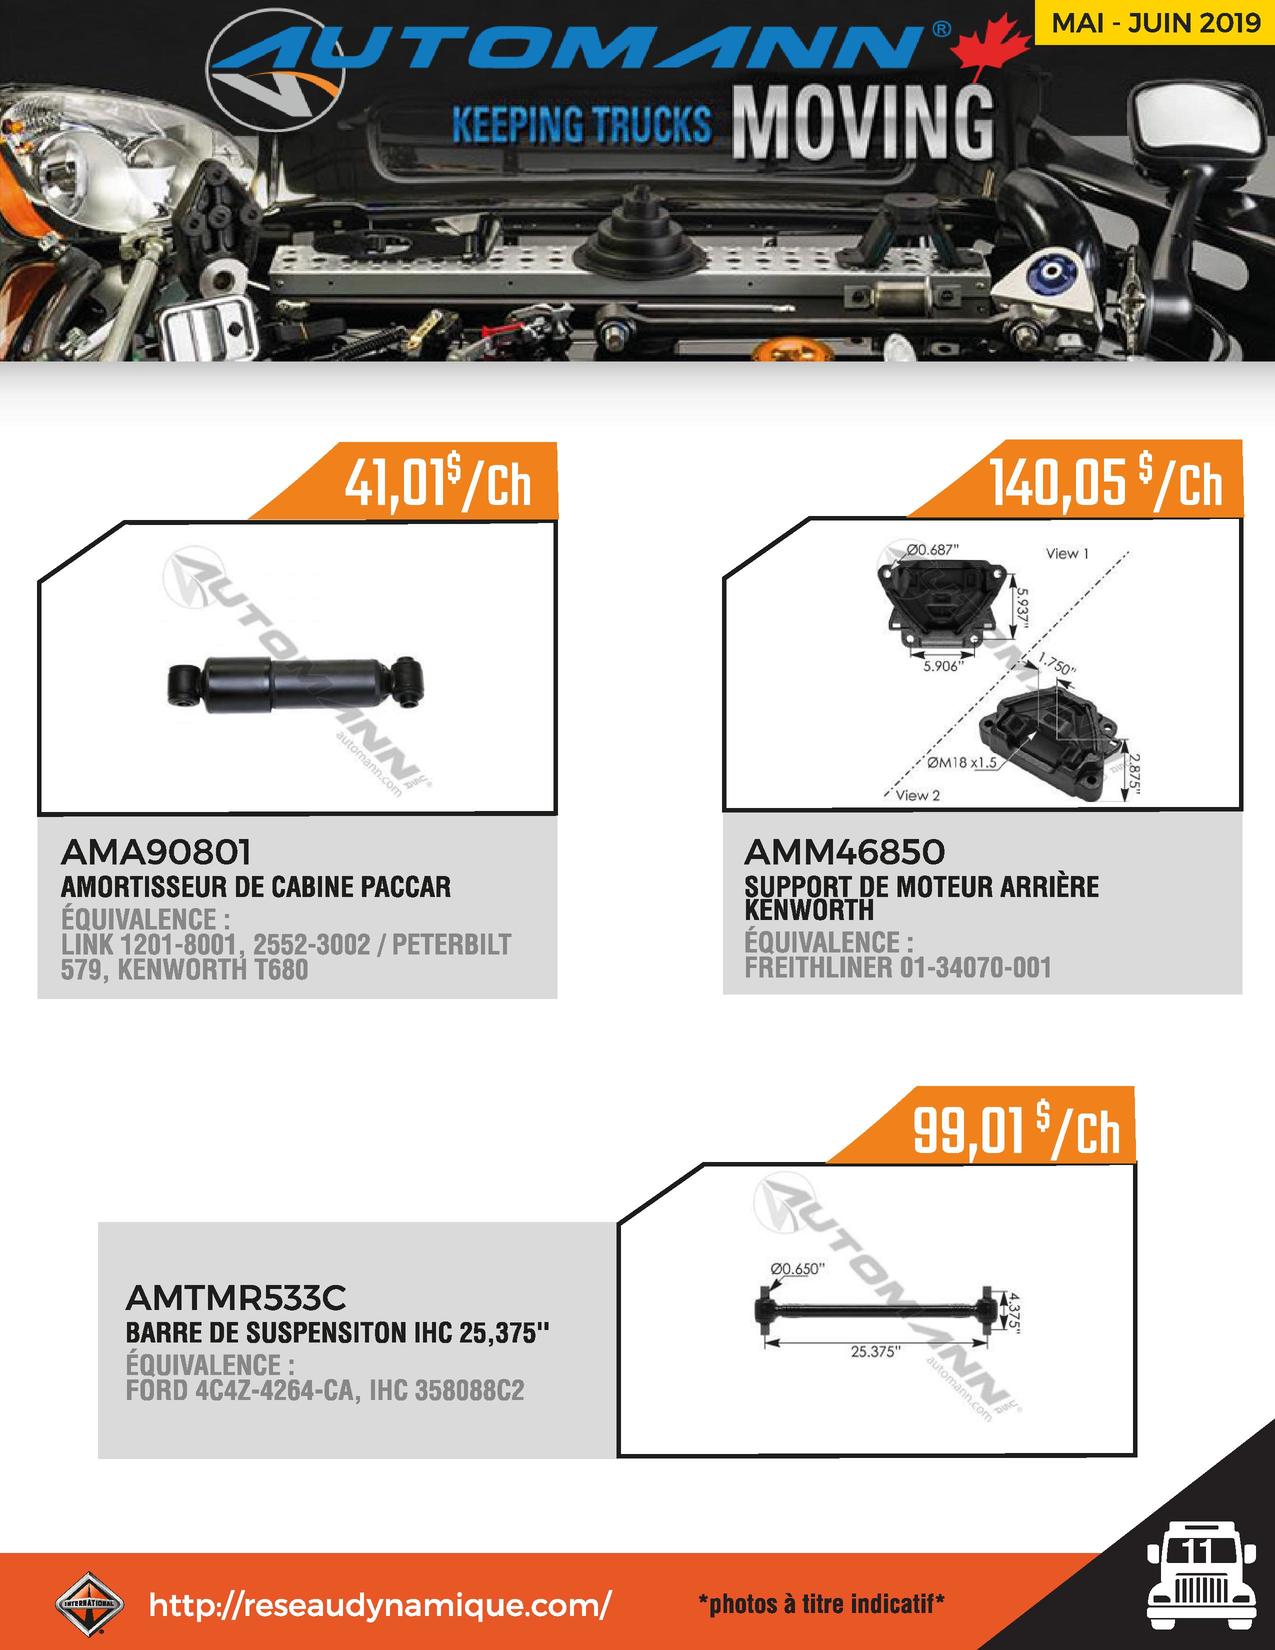 AUTOMANN®
MAI - JUIN 2019
KEEPING TRUCKS MOVING
41,01$/Ch
AUTOMANN INC.®
automann.com
AMA90801
AMORTISSEUR DE CABINE PACCAR
ÉQUIVALENCE :
LINK 1201-8001, 2552-3002 / PETERBILT
579, KENWORTH T680
140,05 $/Ch
Ø0.687"
View 1
5.937"
5.906"
1.750"
ØM18 x1.5
2.875"
View 2
AMM46850
SUPPORT DE MOTEUR ARRIÈRE
KENWORTH
ÉQUIVALENCE :
FREITHLINER 01-34070-001
99,01 $/Ch
AUTOMANN INC.®
automann.com
Ø0.650"
4.375"
25.375"
AMTMR533C
BARRE DE SUSPENSITON IHC 25,375"
ÉQUIVALENCE :
FORD 4C4Z-4264-CA, IHC 358088C2
INTERNATIONAL
http://reseaudynamique.com/
*photos à titre indicatif*
11